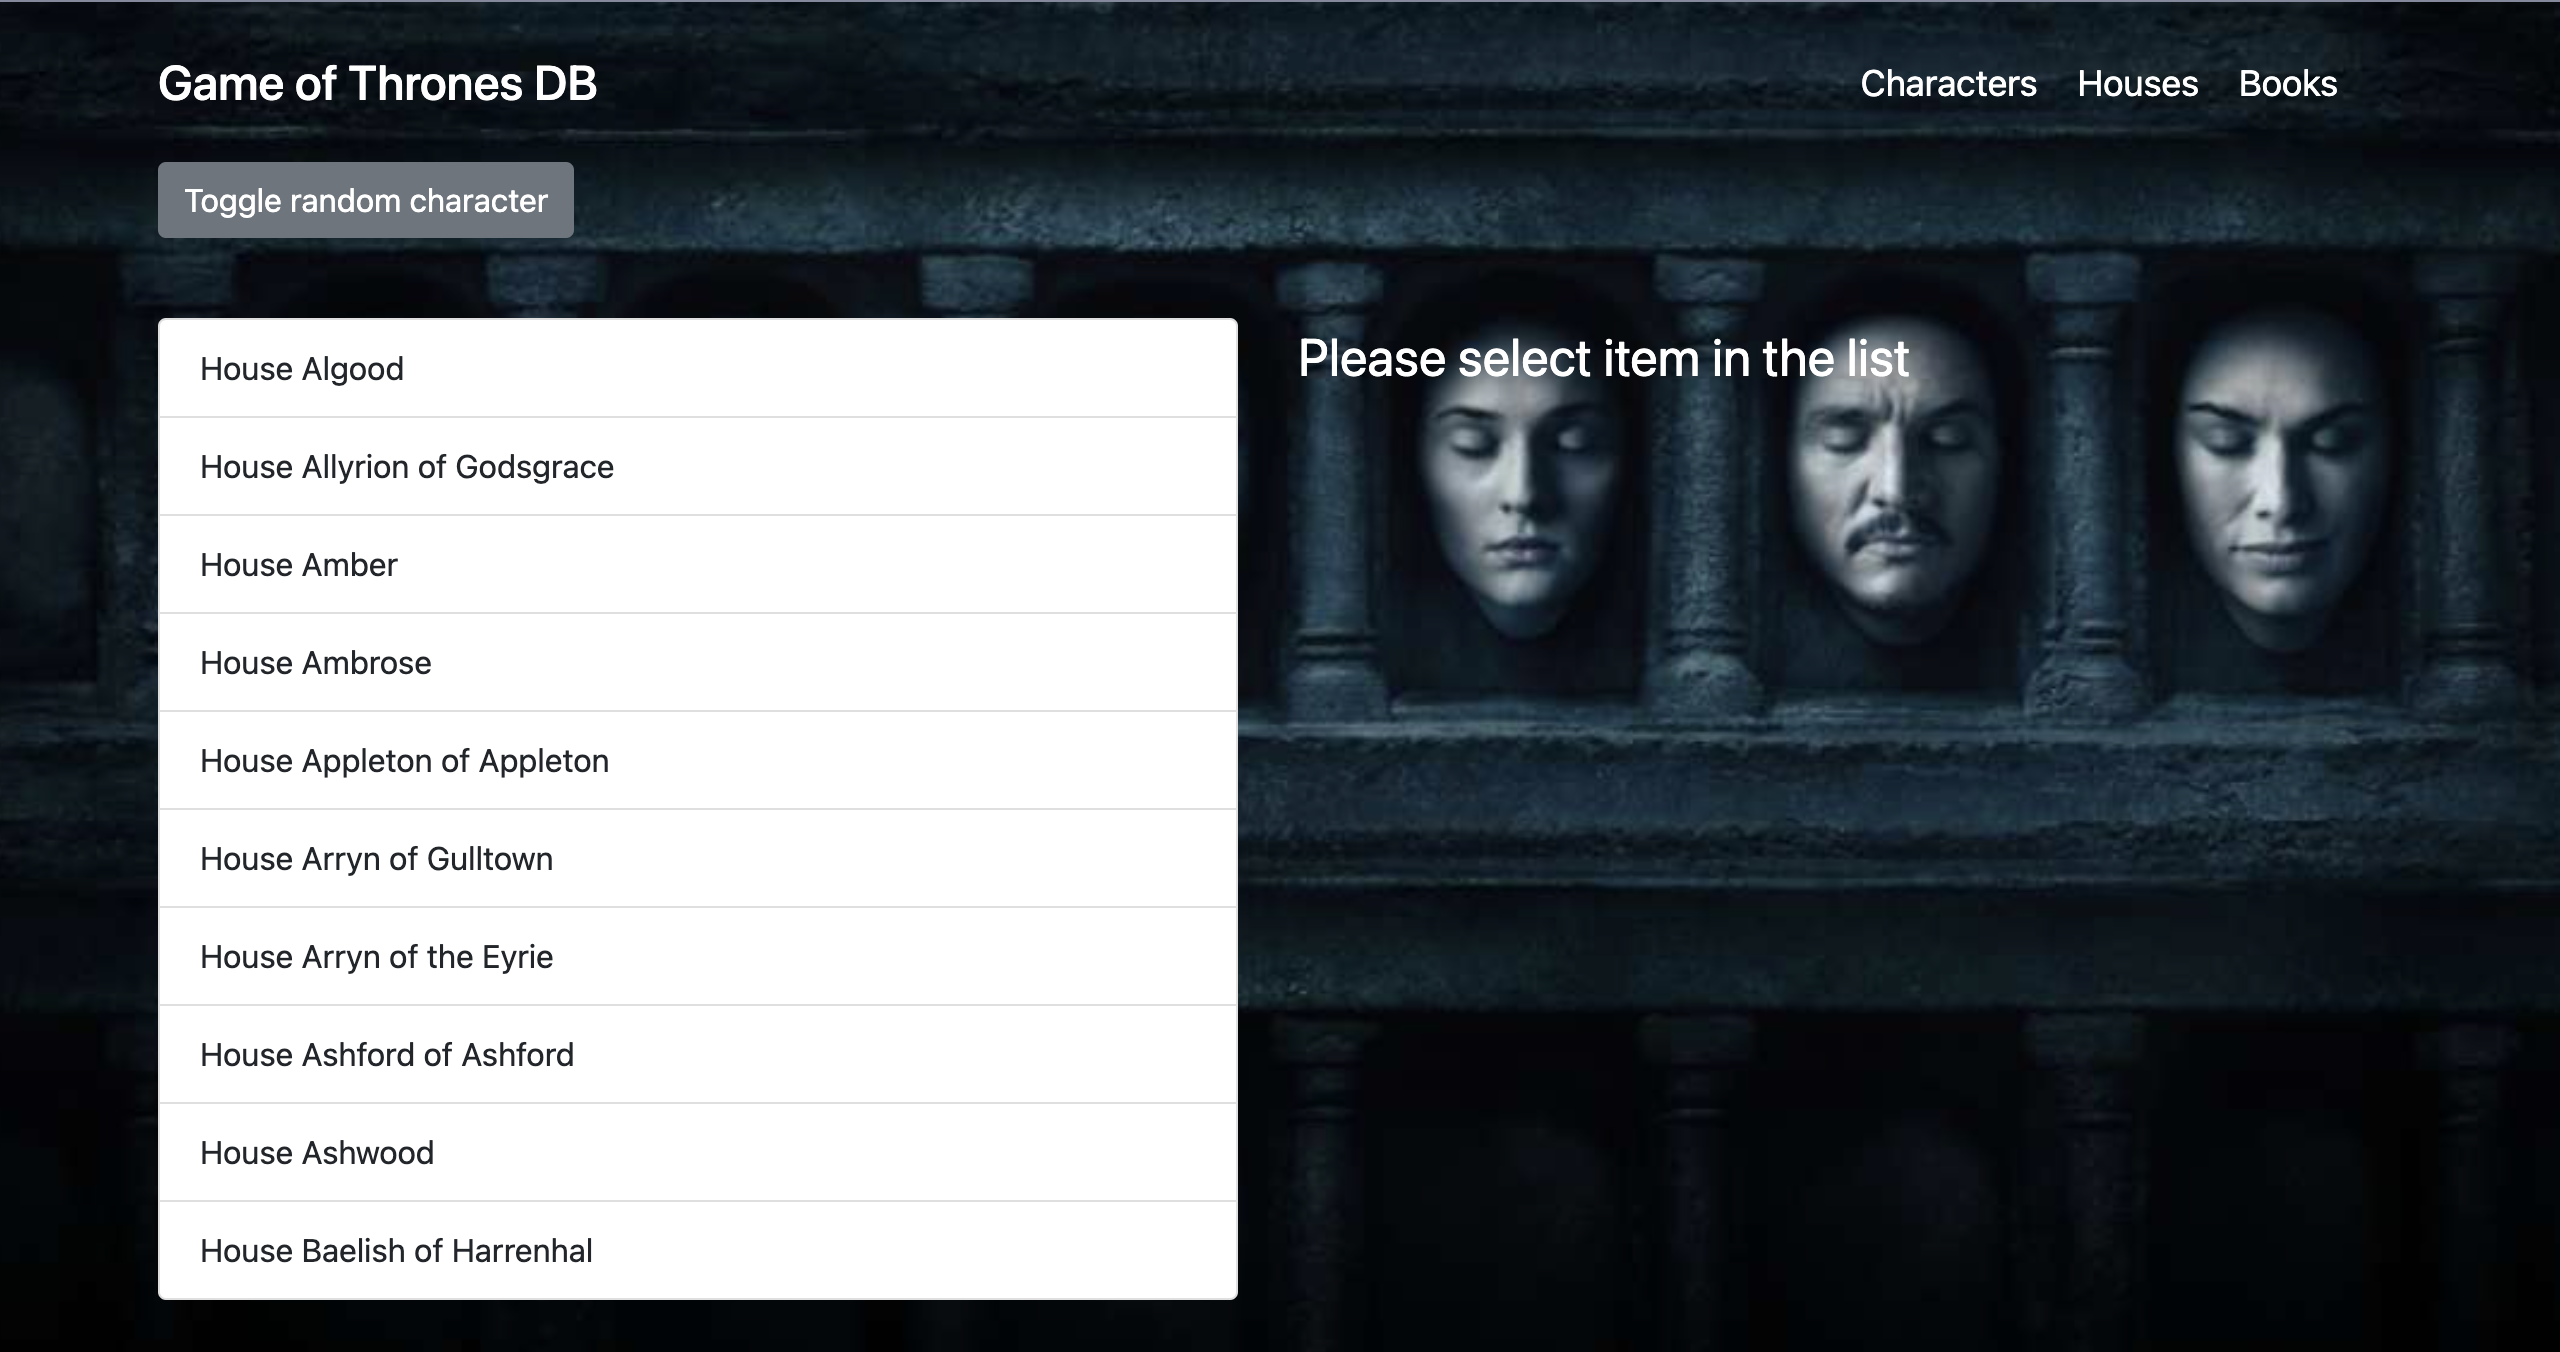 Game of Thrones DB
Characters Houses Books
Toggle random character
House Algood
House Allyrion of Godsgrace
House Amber
House Ambrose
House Appleton of Appleton
House Arryn of Gulltown
House Arryn of the Eyrie
House Ashford of Ashford
House Ashwood
House Baelish of Harrenhal
Please select item in the list